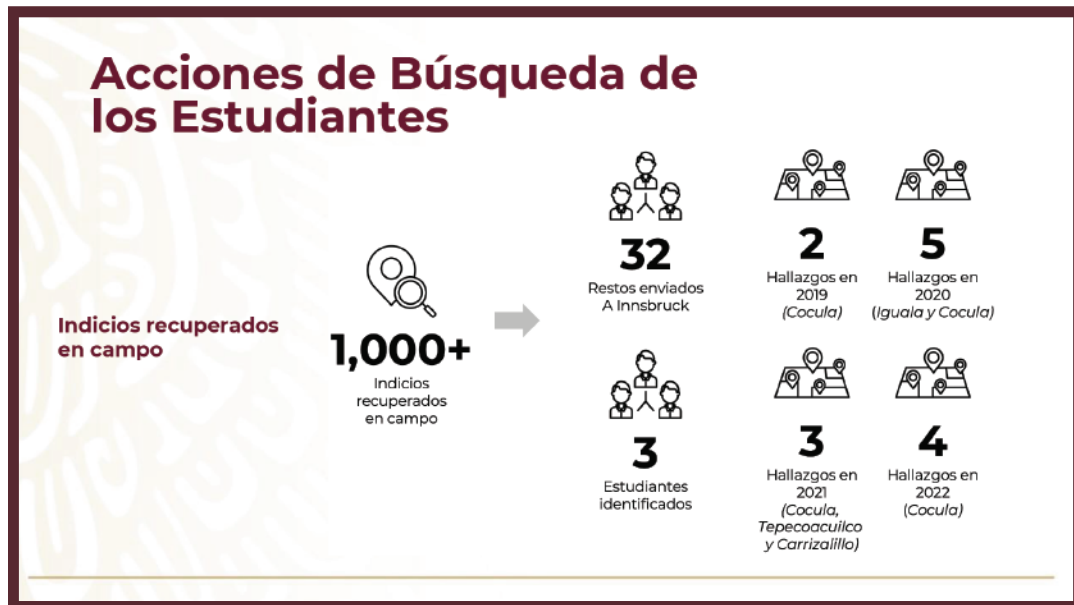 Acciones de Búsqueda de
los Estudiantes
Indicios recuperados
en campo
1,000+
Indicios
recuperados
en campo
32
Restos enviados
A Innsbruck
3
Estudiantes
identificados
2
Hallazgos en
2019
(Cocula)
5
Hallazgos en
2020
(Iguala y Cocula)
3
Hallazgos en
2021
(Cocula,
Tepecoacuilco
y Carrizalillo)
4
Hallazgos en
2022
(Cocula)